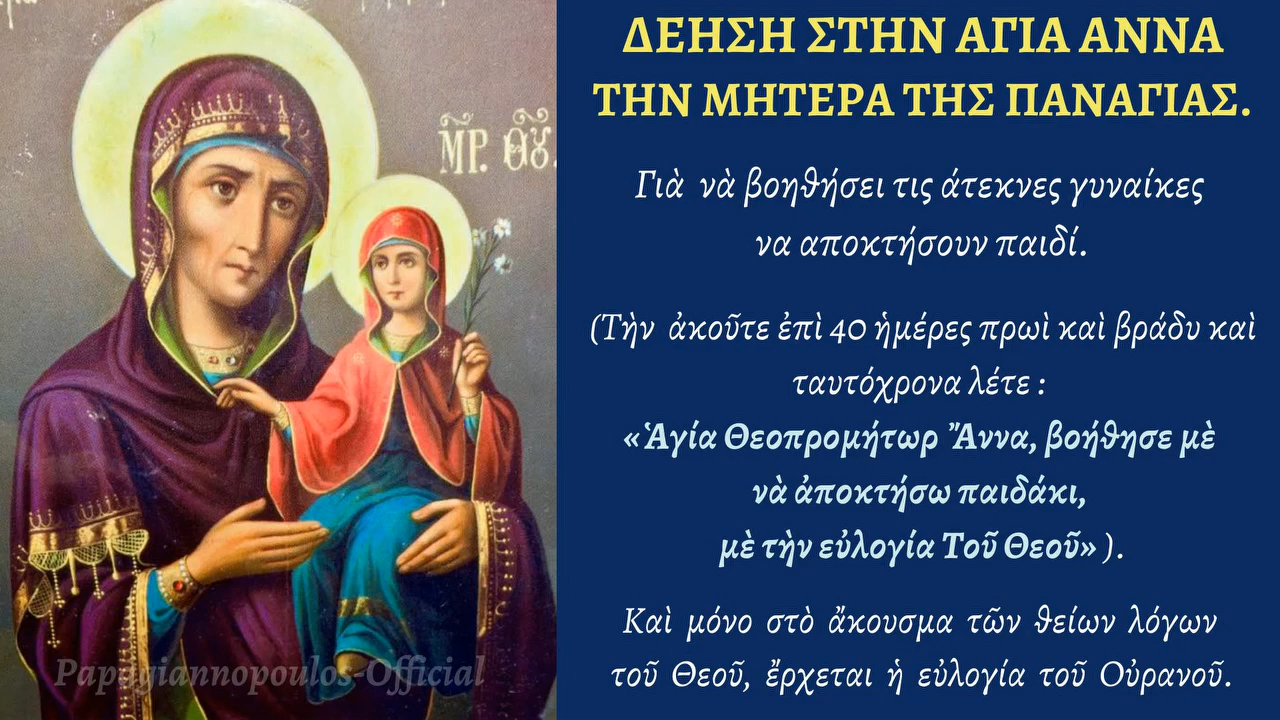 ΜΡ. ΘΥ.
Papagiannopoulos-Official
ΔΕΗΣΗ ΣΤΗΝ ΑΓΙΑ ΑΝΝΑ
ΤΗΝ ΜΗΤΕΡΑ ΤΗΣ ΠΑΝΑΓΙΑΣ.
Γιὰ νὰ βοηθήσει τις άτεκνες γυναίκες
να αποκτήσουν παιδί.
(Τὴν ἀκοῦτε ἐπὶ 40 ἡμέρες πρωὶ καὶ βράδυ καὶ
ταυτόχρονα λέτε :
«Ἁγία Θεοπρομήτωρ Ἄννα, βοήθησε μὲ
νὰ ἀποκτήσω παιδάκι,
μὲ τὴν εὐλογία Τοῦ Θεοῦ» ).
Καὶ μόνο στὸ ἄκουσμα τῶν θείων λόγων
τοῦ Θεοῦ, ἔρχεται ἡ εὐλογία τοῦ Οὐρανοῦ.